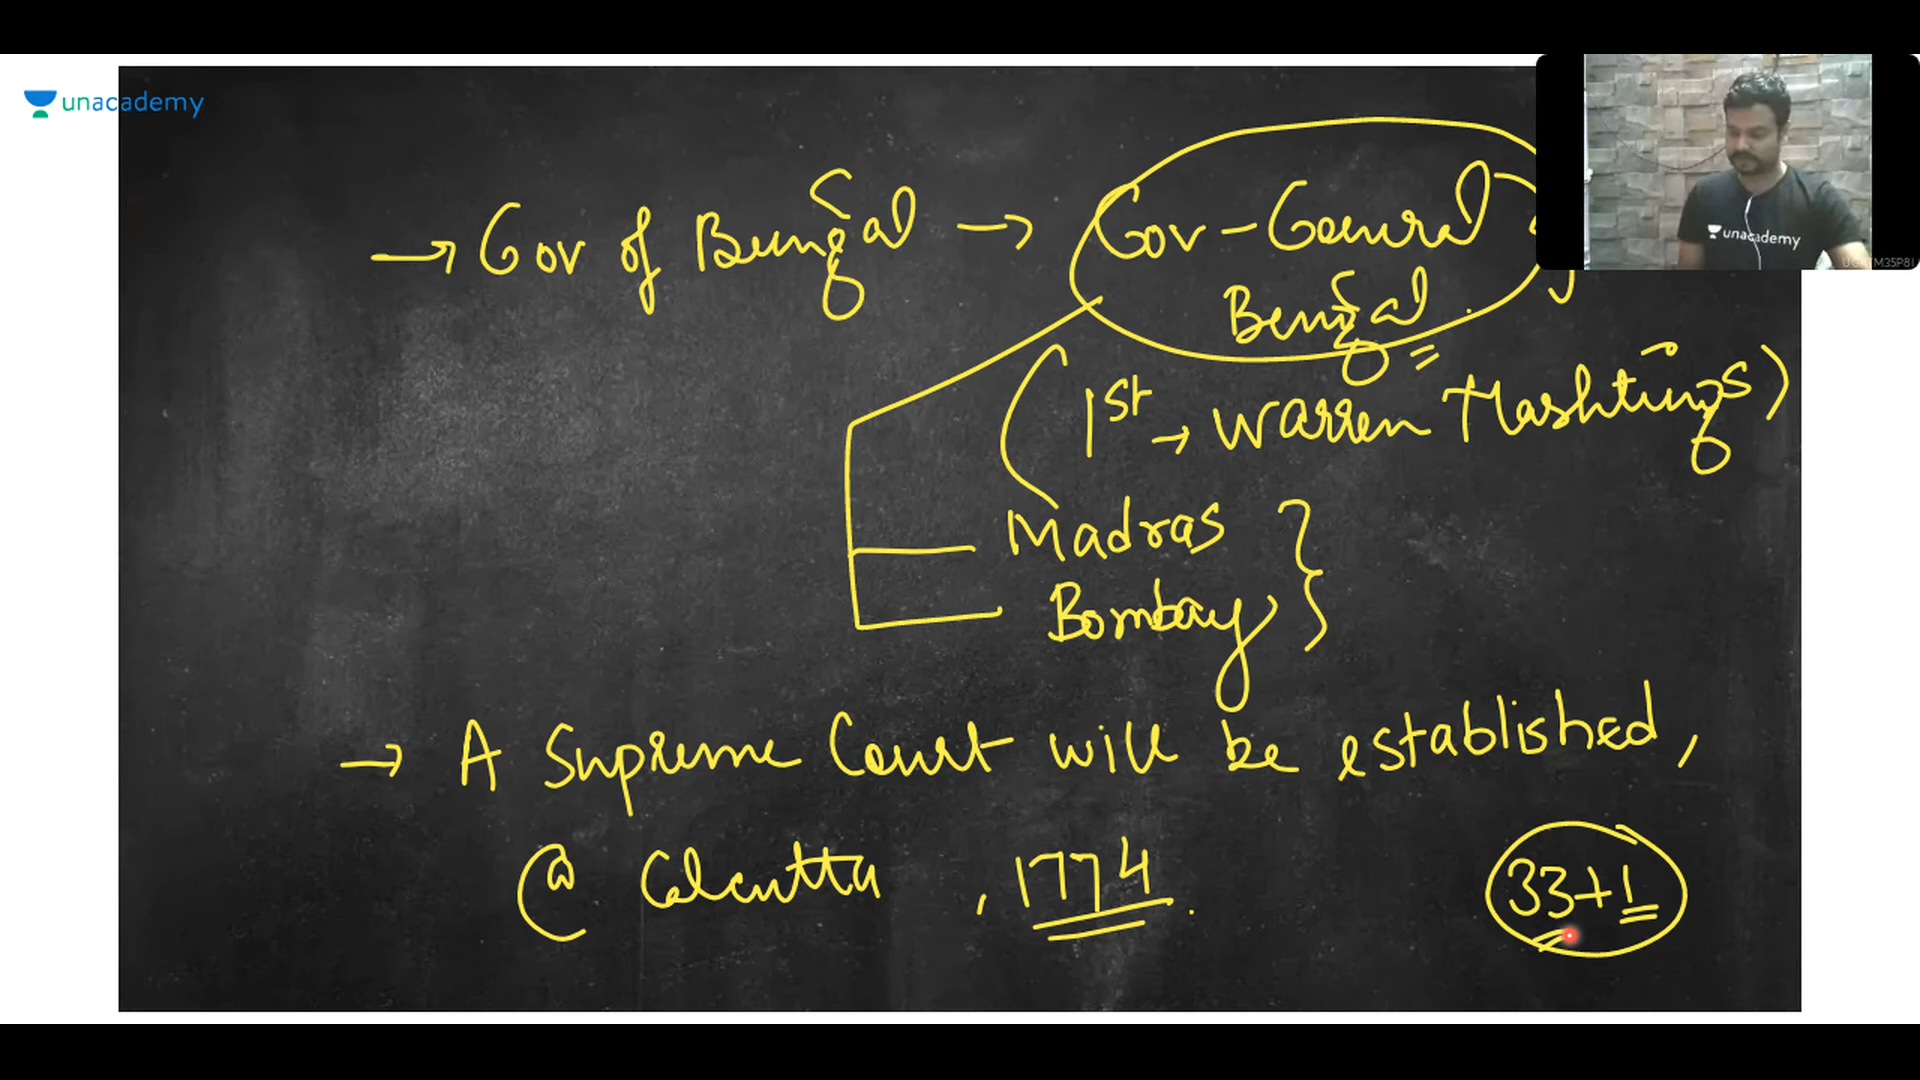 unacademy
→ Gov of Bengal → Gov-General
Bengal
(1st → Warren Hashtings)
Madras
Bombay
→ A Supreme Court will be established,
@ Calcutta , 1774.
33+1
unacademy